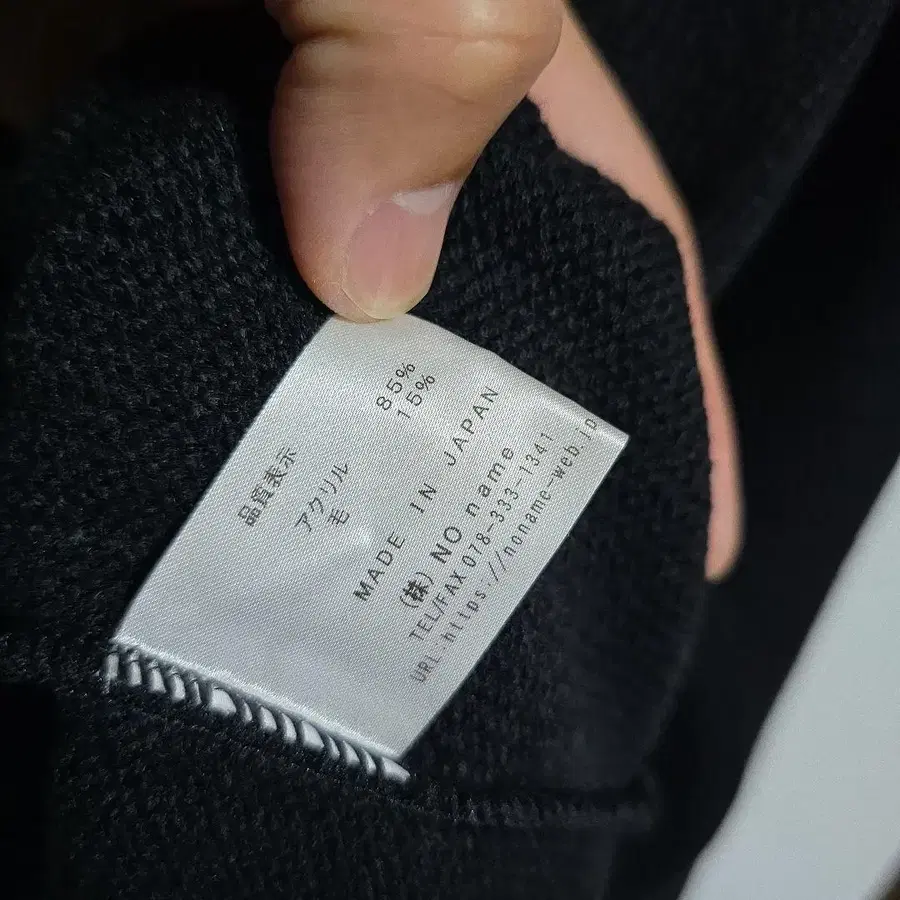 品質表示
アクリル 85%
毛 15%
MADE IN JAPAN
(株) NO name
TEL/FAX 078-333-1341
URL:https://noname-web.jp